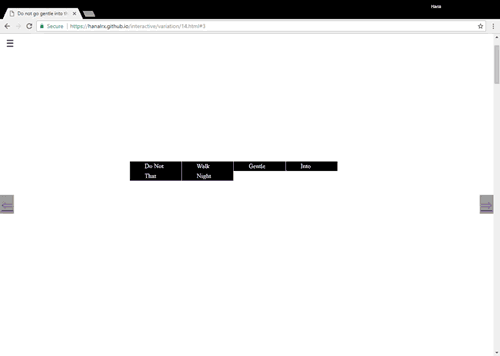 Hana
Do not go gentle into th
Secure https://hanalrx.github.io/interactive/variation/14.html#3
Do Not Walk Gentle Into
That Night